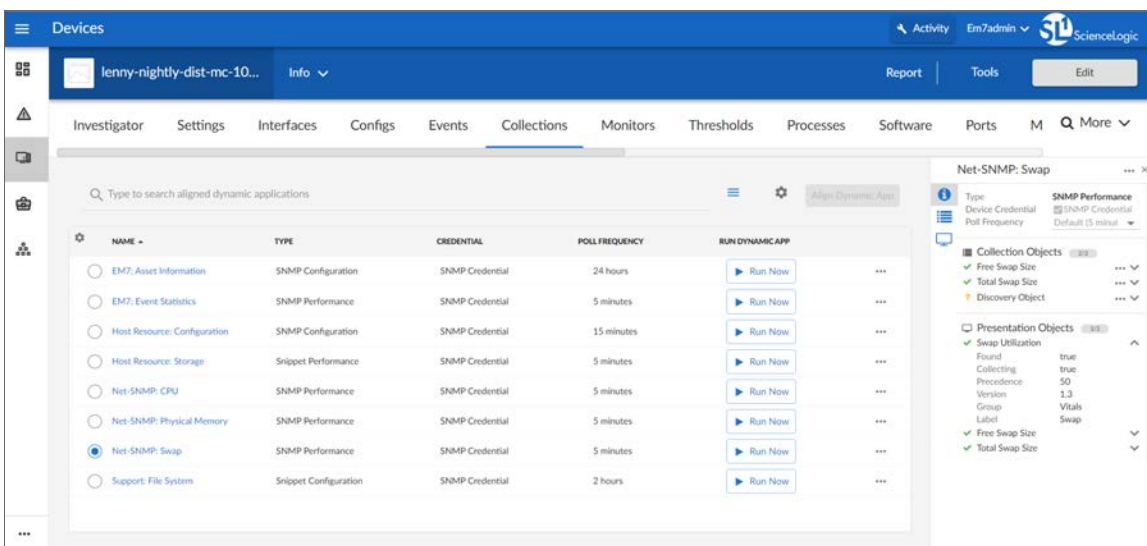 Devices
Activity
Em7admin
SL1 ScienceLogic
lenny-nightly-dist-mc-10...
Info
Report
Tools
Edit
Investigator Settings Interfaces Configs Events Collections Monitors Thresholds Processes Software Ports M More
Type to search aligned dynamic applications
Align Dynamic App
NAME TYPE CREDENTIAL POLL FREQUENCY RUN DYNAMIC APP
EM7: Asset Information SNMP Configuration SNMP Credential 24 hours Run Now
EM7: Event Statistics SNMP Performance SNMP Credential 5 minutes Run Now
Host Resource: Configuration SNMP Configuration SNMP Credential 15 minutes Run Now
Host Resource: Storage Snippet Performance SNMP Credential 5 minutes Run Now
Net-SNMP: CPU SNMP Performance SNMP Credential 5 minutes Run Now
Net-SNMP: Physical Memory SNMP Performance SNMP Credential 5 minutes Run Now
Net-SNMP: Swap SNMP Performance SNMP Credential 5 minutes Run Now
Support: File System Snippet Configuration SNMP Credential 2 hours Run Now
Net-SNMP: Swap
Type SNMP Performance
Device Credential SNMP Credential
Poll Frequency Default (5 minut
Collection Objects
Free Swap Size
Total Swap Size
Discovery Object
Presentation Objects
Swap Utilization
Found true
Collecting true
Precedence 50
Version 1.3
Group Vitals
Label Swap
Free Swap Size
Total Swap Size